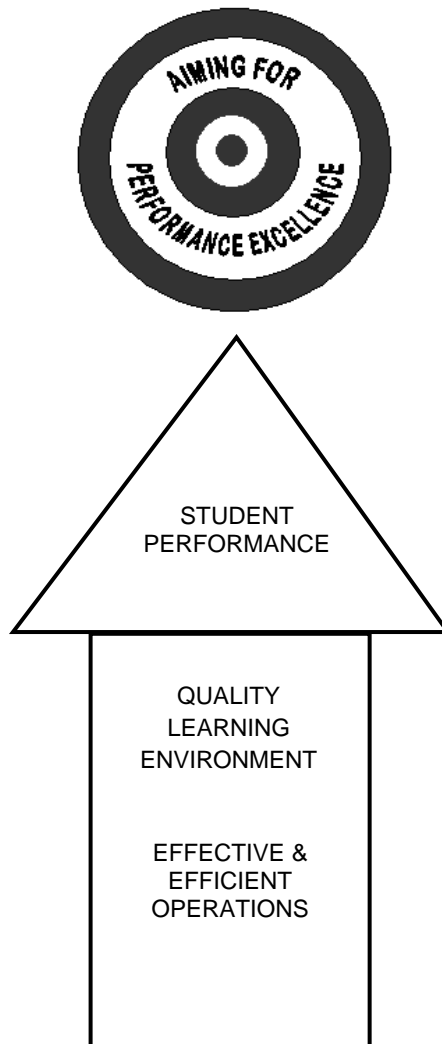 AIMING FOR
PERFORMANCE EXCELLENCE
STUDENT
PERFORMANCE
QUALITY
LEARNING
ENVIRONMENT
EFFECTIVE &
EFFICIENT
OPERATIONS